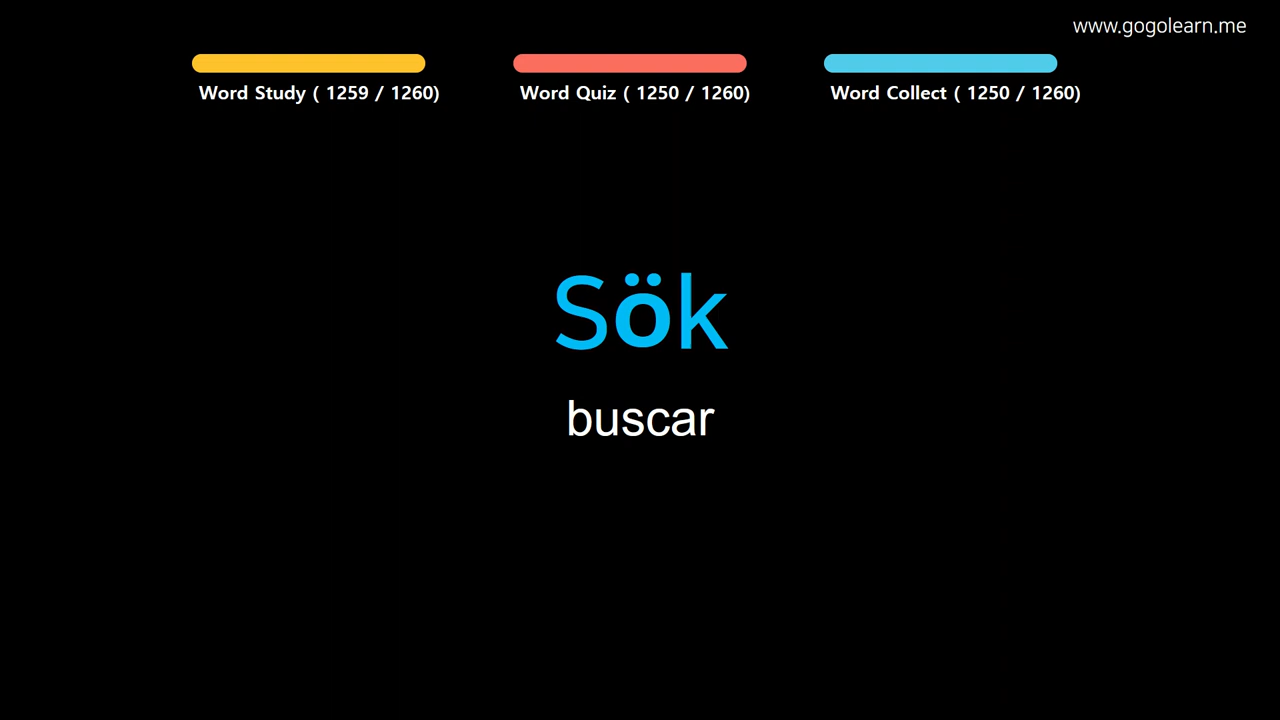 www.gogolearn.me
Word Study ( 1259 / 1260)
Word Quiz ( 1250 / 1260)
Word Collect ( 1250 / 1260)
Sök
buscar